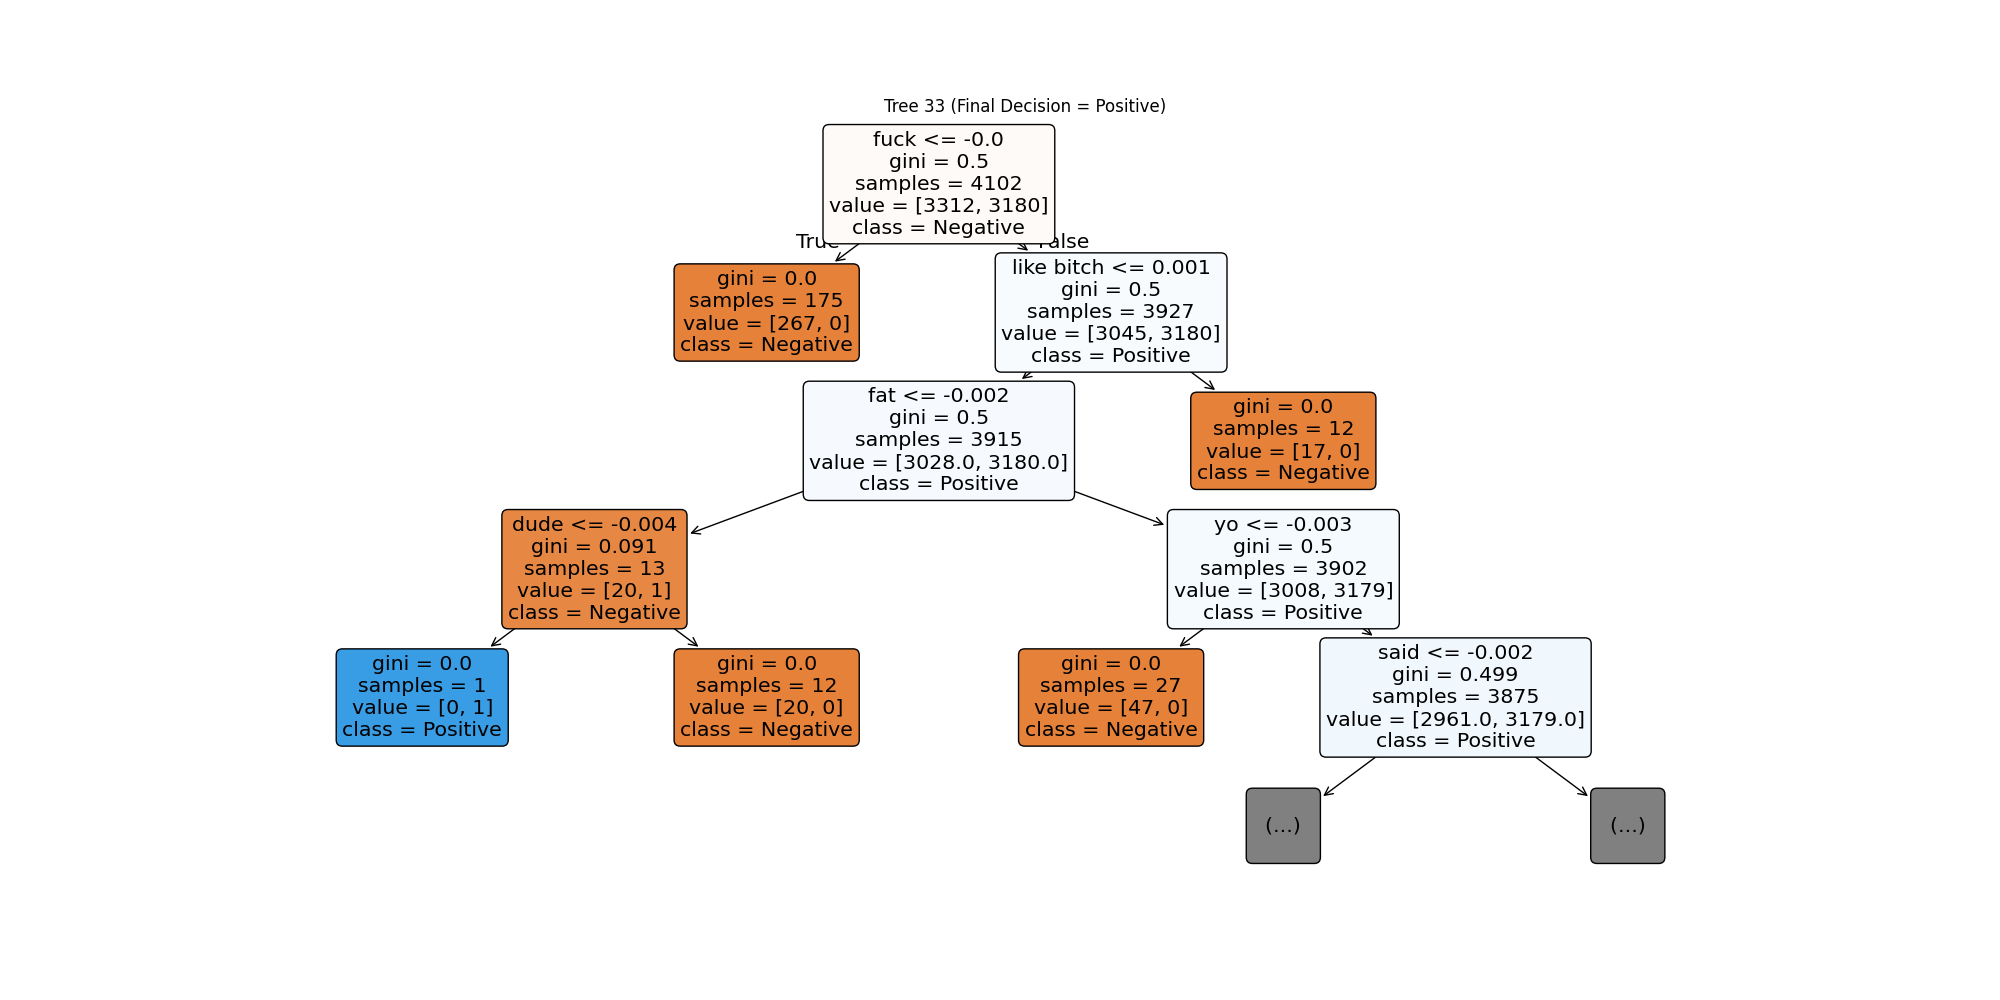 Tree 33 (Final Decision = Positive)
fuck <= -0.0
gini = 0.5
samples = 4102
value = [3312, 3180]
class = Negative
True
False
gini = 0.0
samples = 175
value = [267, 0]
class = Negative
like bitch <= 0.001
gini = 0.5
samples = 3927
value = [3045, 3180]
class = Positive
fat <= -0.002
gini = 0.5
samples = 3915
value = [3028.0, 3180.0]
class = Positive
gini = 0.0
samples = 12
value = [17, 0]
class = Negative
dude <= -0.004
gini = 0.091
samples = 13
value = [20, 1]
class = Negative
yo <= -0.003
gini = 0.5
samples = 3902
value = [3008, 3179]
class = Positive
gini = 0.0
samples = 1
value = [0, 1]
class = Positive
gini = 0.0
samples = 12
value = [20, 0]
class = Negative
gini = 0.0
samples = 27
value = [47, 0]
class = Negative
said <= -0.002
gini = 0.499
samples = 3875
value = [2961.0, 3179.0]
class = Positive
(...)
(...)